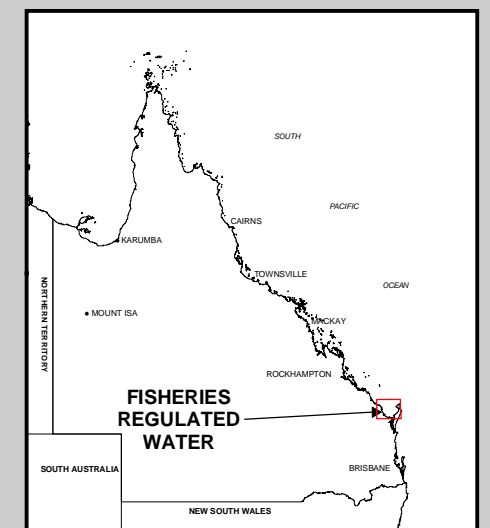 SOUTH
PACIFIC
CAIRNS
KARUMBA
TOWNSVILLE
OCEAN
NORTHERN TERRITORY
MOUNT ISA
MACKAY
ROCKHAMPTON
FISHERIES
REGULATED
WATER
SOUTH AUSTRALIA
BRISBANE
NEW SOUTH WALES